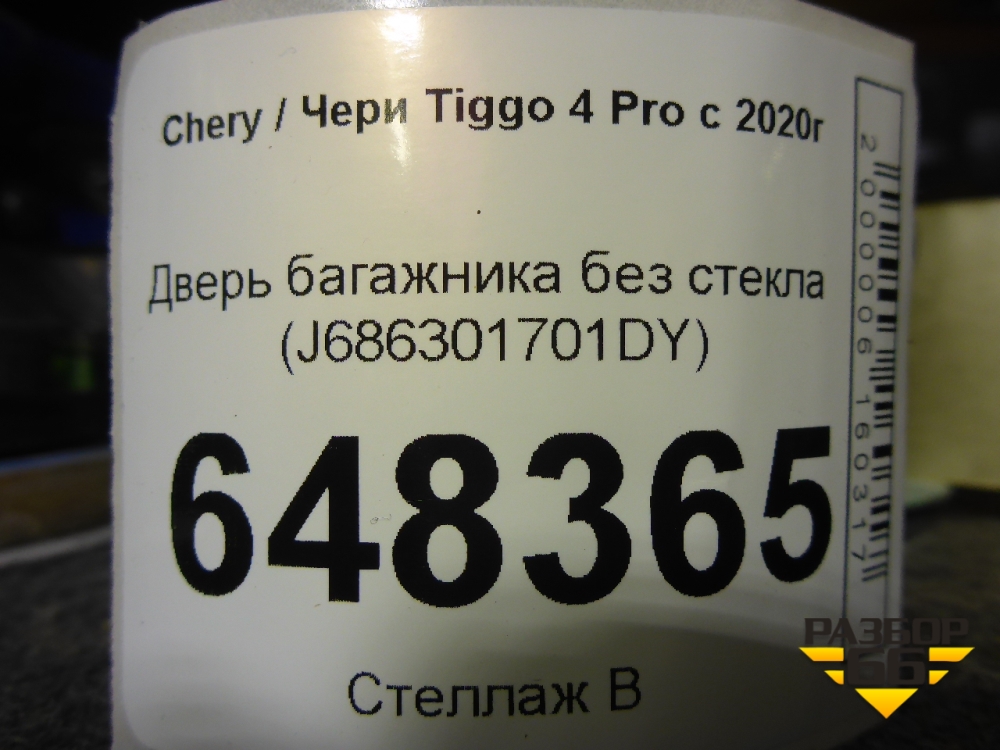 Chery / Чери Tiggo 4 Pro с 2020г
Дверь багажника без стекла
(J686301701DY)
648365
Стеллаж В
2000006160317
РАЗБОР
66